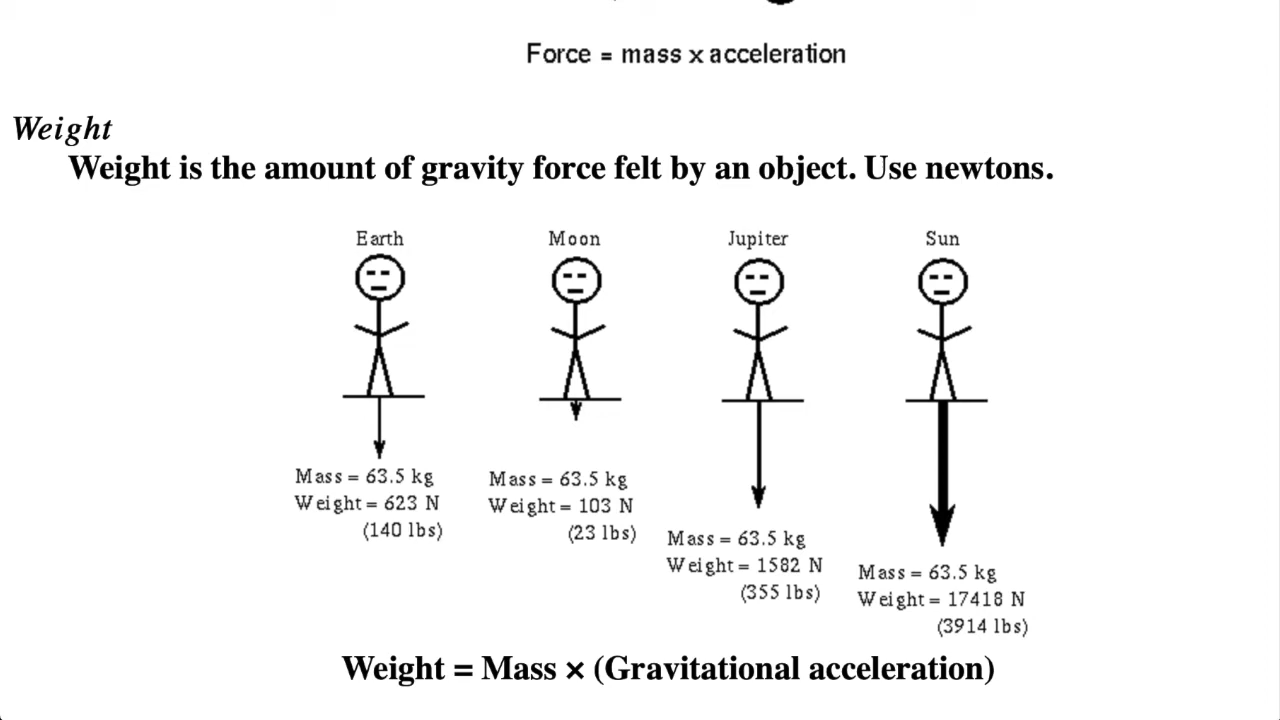 Force = mass x acceleration
Weight
Weight is the amount of gravity force felt by an object. Use newtons.
Earth
Moon
Jupiter
Sun
Mass = 63.5 kg
Weight = 623 N
(140 lbs)
Mass = 63.5 kg
Weight = 103 N
(23 lbs)
Mass = 63.5 kg
Weight = 1582 N
(355 lbs)
Mass = 63.5 kg
Weight = 17418 N
(3914 lbs)
Weight = Mass × (Gravitational acceleration)